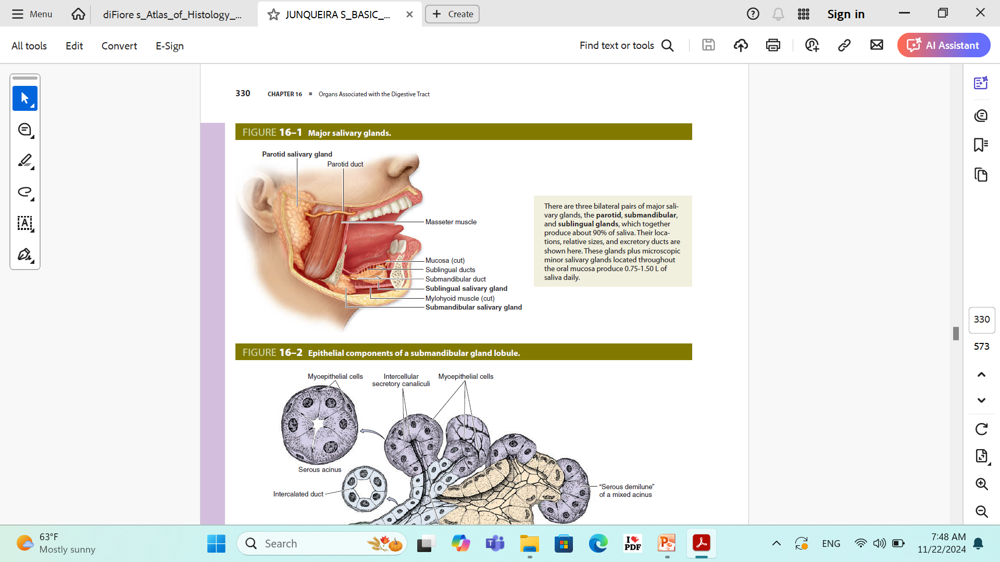 Menu
diFiore s_Atlas_of_Histology_...
JUNQUEIRA S_BASIC_...
Create
Sign in
All tools
Edit
Convert
E-Sign
Find text or tools
AI Assistant
330 CHAPTER 16 ■ Organs Associated with the Digestive Tract
FIGURE 16–1 Major salivary glands.
Parotid salivary gland
Parotid duct
Masseter muscle
Mucosa (cut)
Sublingual ducts
Submandibular duct
Sublingual salivary gland
Mylohyoid muscle (cut)
Submandibular salivary gland
There are three bilateral pairs of major sali-
vary glands, the parotid, submandibular,
and sublingual glands, which together
produce about 90% of saliva. Their loca-
tions, relative sizes, and excretory ducts are
shown here. These glands plus microscopic
minor salivary glands located throughout
the oral mucosa produce 0.75-1.50 L of
saliva daily.
FIGURE 16–2 Epithelial components of a submandibular gland lobule.
Myoepithelial cells
Intercellular
secretory canaliculi
Myoepithelial cells
Serous acinus
Intercalated duct
“Serous demilune”
of a mixed acinus
330
573
63°F
Mostly sunny
Search
I
PDF
ENG
7:48 AM
11/22/2024